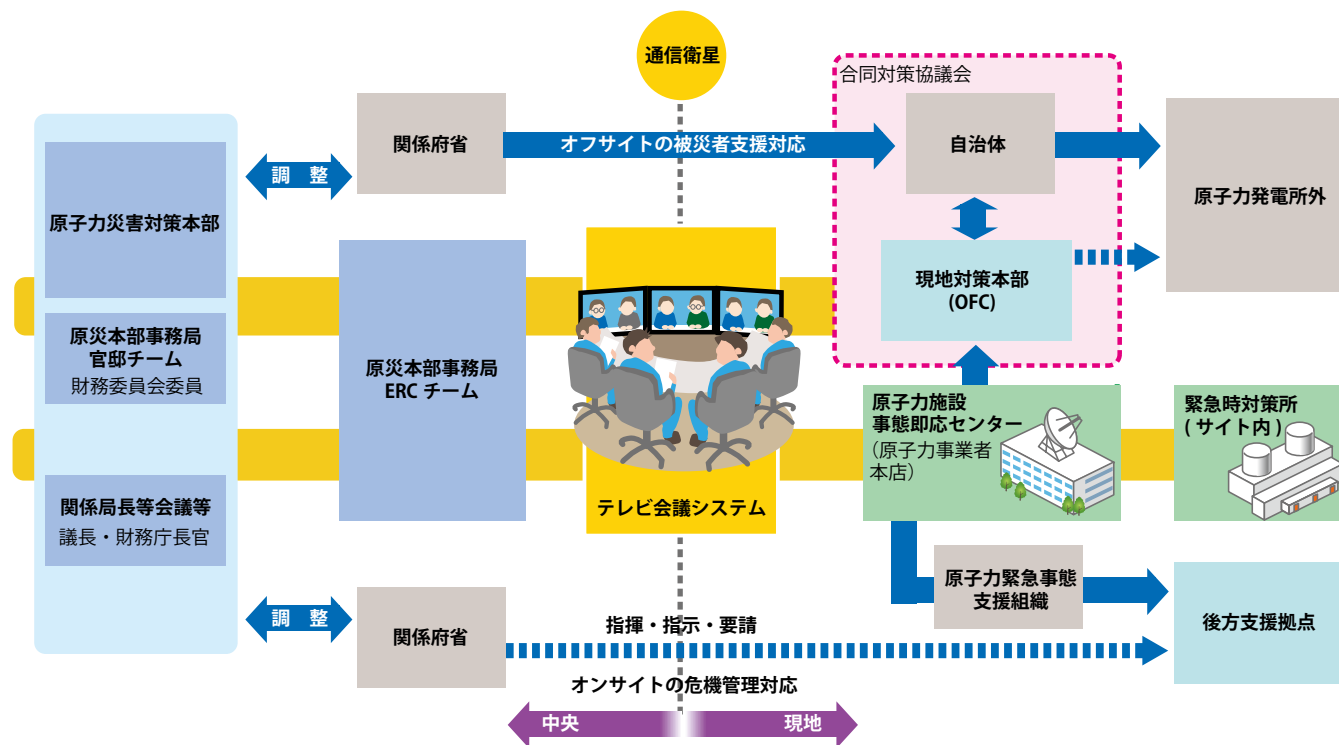 通信衛星
合同対策協議会
関係府省
オフサイトの被災者支援対応
自治体
調 整
原子力災害対策本部
原子力発電所外
現地対策本部
(OFC)
原災本部事務局
官邸チーム
財務委員会委員
原災本部事務局
ERC チーム
原子力施設
事態即応センター
（原子力事業者
本店）
緊急時対策所
( サイト内 )
関係局長等会議等
議長・財務庁長官
テレビ会議システム
原子力緊急事態
支援組織
調 整
関係府省
指揮・指示・要請
後方支援拠点
オンサイトの危機管理対応
中央
現地